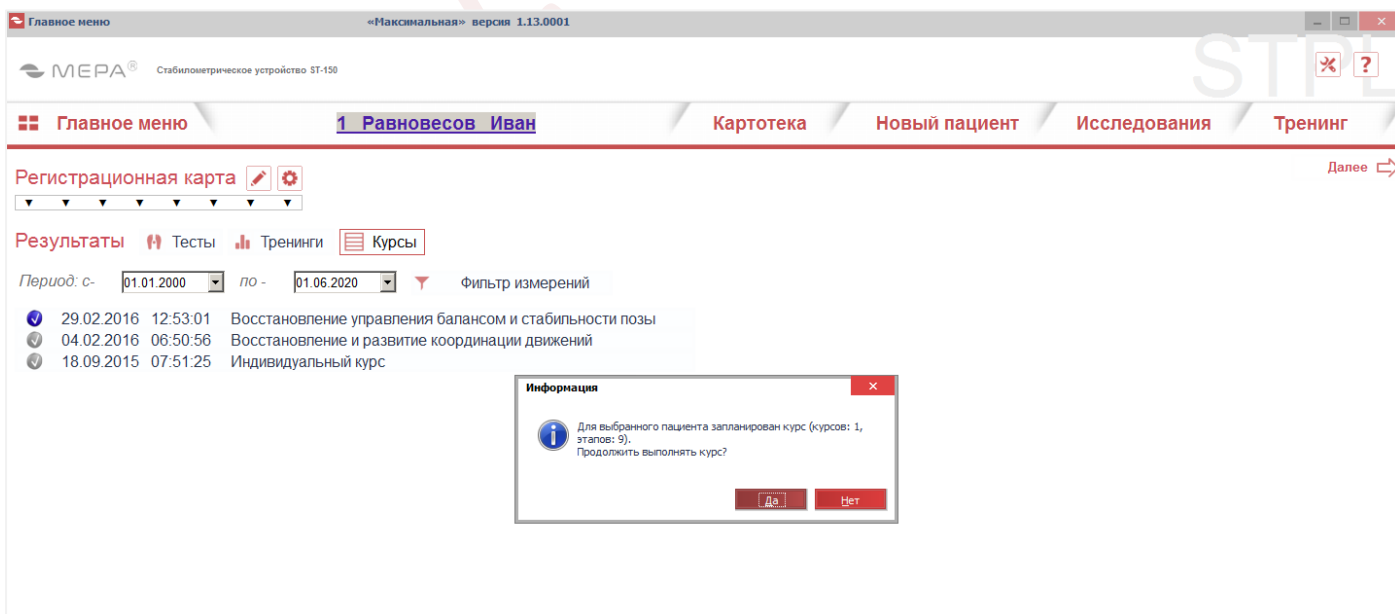 Главное меню
«Максимальная» версия 1.13.0001
МЕРА® Стабилометрическое устройство ST-150
STPL
?
Главное меню
1 Равновесов Иван
Картотека
Новый пациент
Исследования
Тренинг
Далее
Регистрационная карта
Результаты Тесты Тренинги Курсы
Период: с- 01.01.2000 по - 01.06.2020 Фильтр измерений
29.02.2016 12:53:01 Восстановление управления балансом и стабильности позы
04.02.2016 06:50:56 Восстановление и развитие координации движений
18.09.2015 07:51:25 Индивидуальный курс
Информация
Для выбранного пациента запланирован курс (курсов: 1,
этапов: 9).
Продолжить выполнять курс?
Да Нет